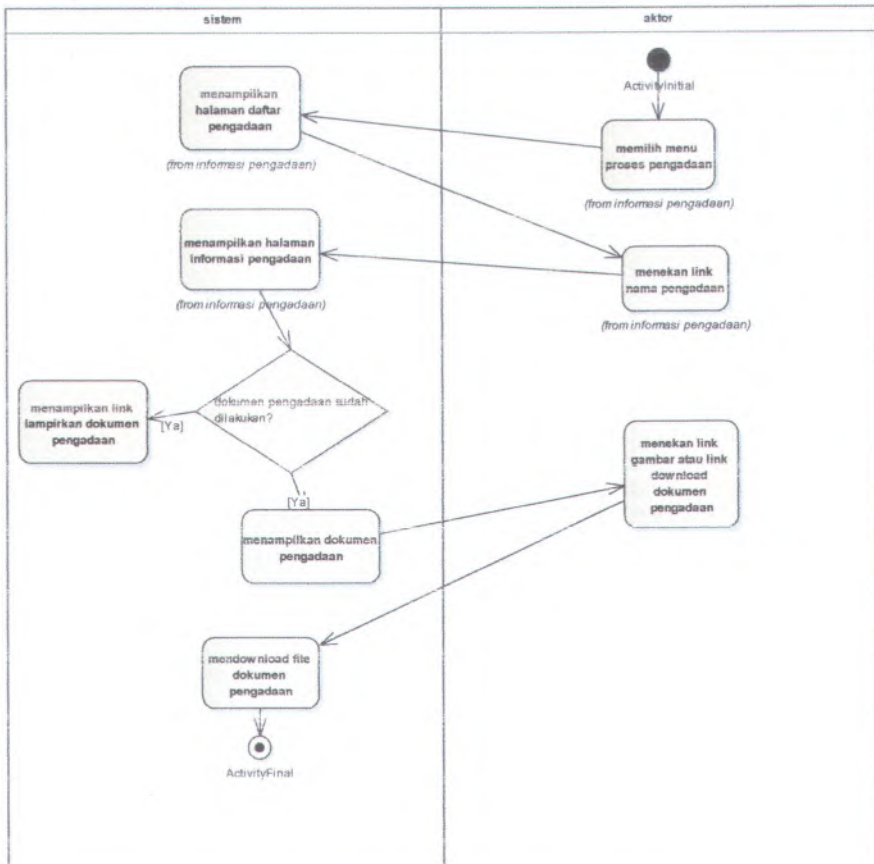 sistem
aktor
ActivityInitial
menampilkan
halaman daftar
pengadaan
(from informasi pengadaan)
memilih menu
proses pengadaan
(from informasi pengadaan)
menampilkan halaman
informasi pengadaan
(from informasi pengadaan)
menekan link
nama pengadaan
(from informasi pengadaan)
dokumen pengadaan sudah
dilakukan?
menampilkan link
lampirkan dokumen
pengadaan
[Ya]
menekan link
gambar atau link
download
dokumen
pengadaan
[Ya]
menampilkan dokumen
pengadaan
mendownload file
dokumen
pengadaan
ActivityFinal